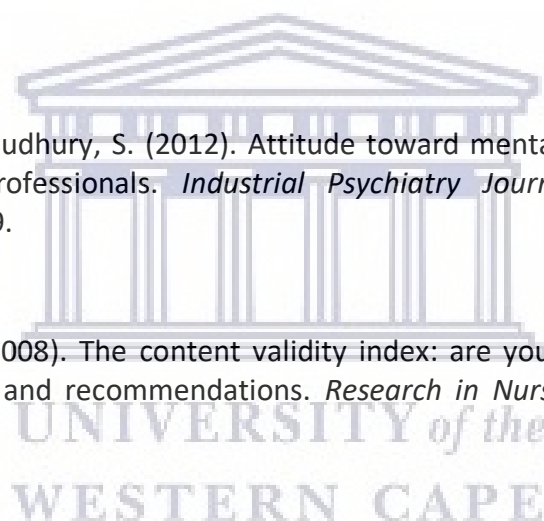 udhury, S. (2012). Attitude toward menta
rofessionals. Industrial Psychiatry Journ
9.
008). The content validity index: are you
and recommendations. Research in Nurs
UNIVERSITY of the
WESTERN CAPE